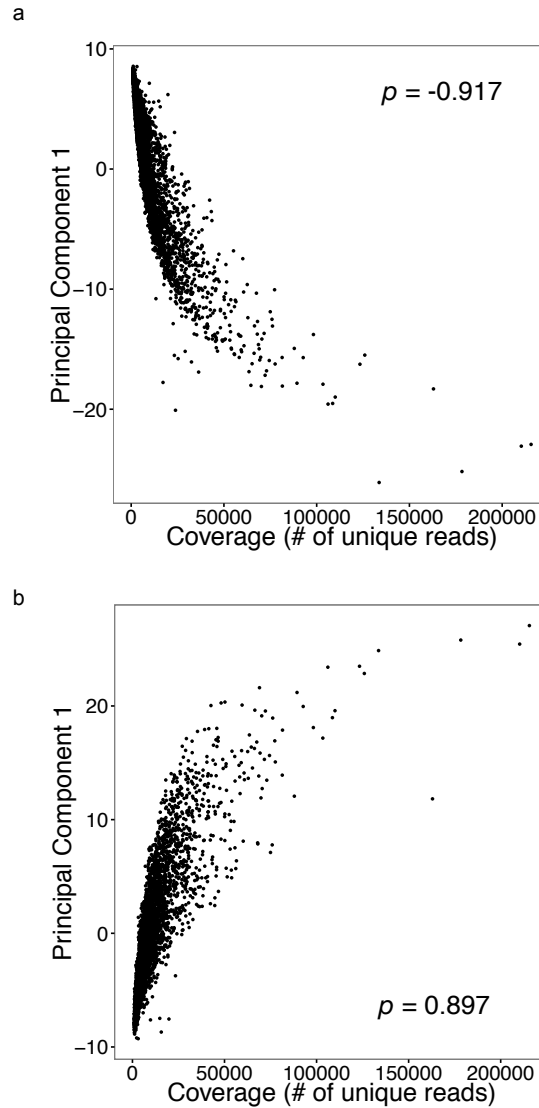 a
10
p = -0.917
0
Principal Component 1
−10
−20
0 50000 100000 150000 200000
Coverage (# of unique reads)
b
20
Principal Component 1
10
0
p = 0.897
−10
0 50000 100000 150000 200000
Coverage (# of unique reads)